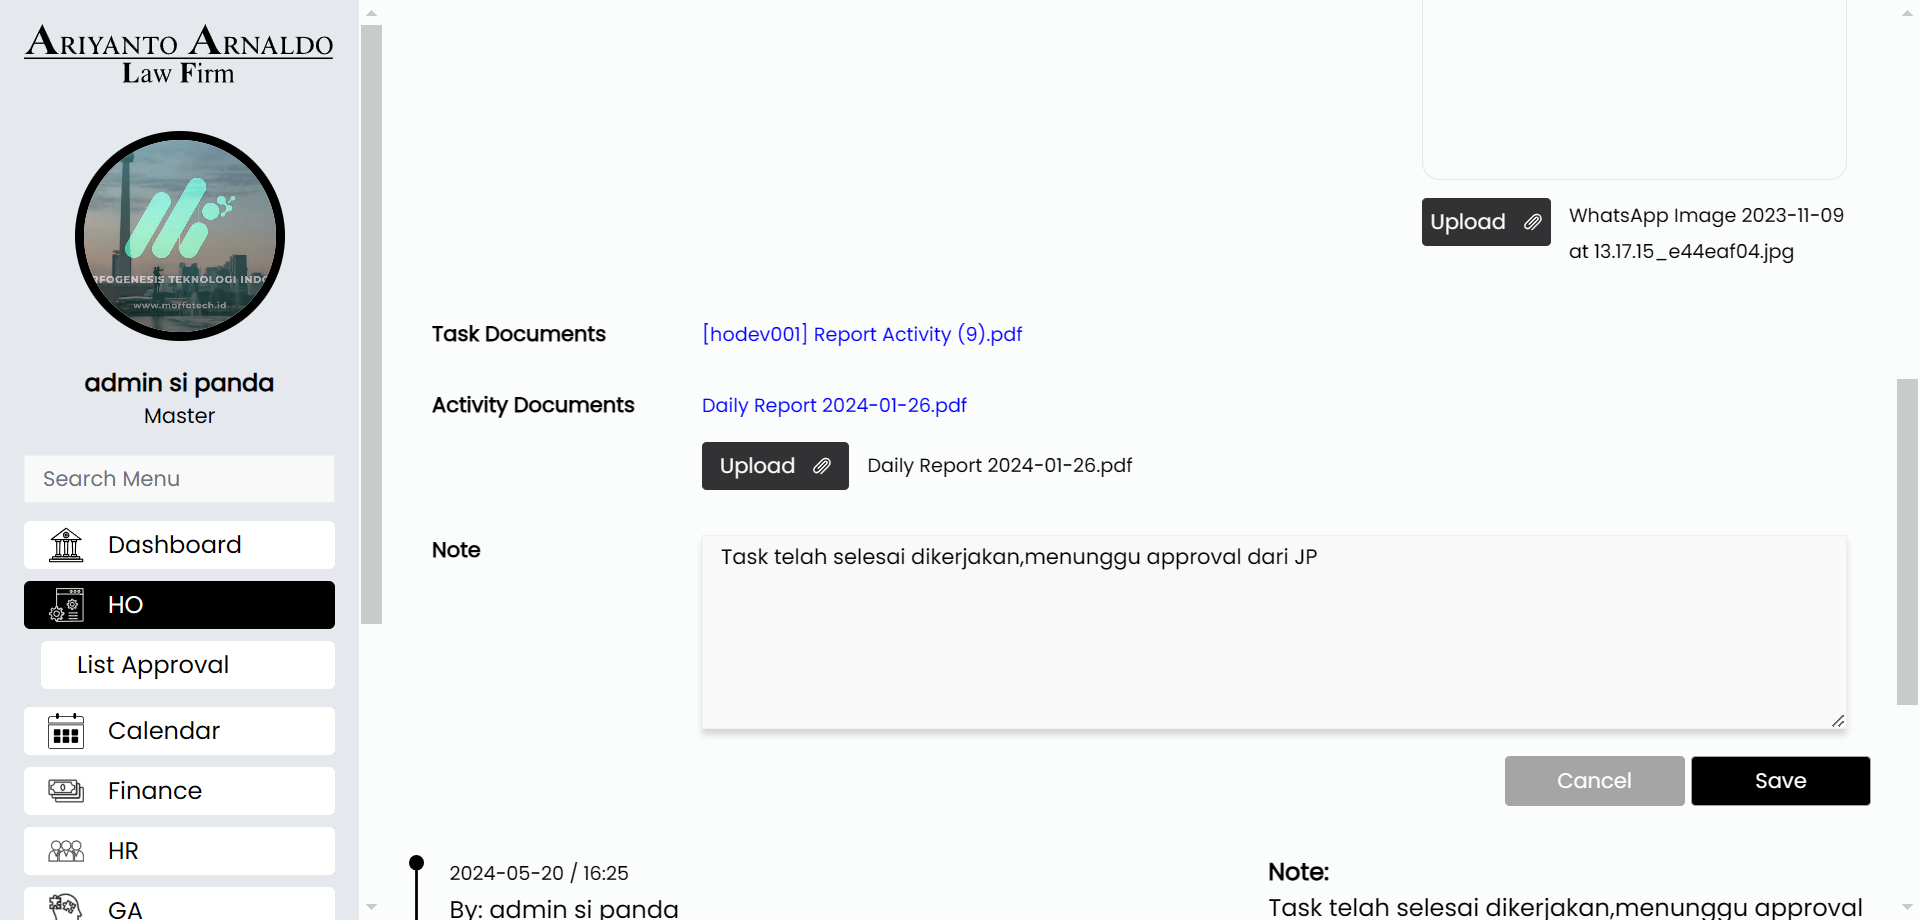 ARIYANTO ARNALDO
Law Firm
RFOGENESIS TEKNOLOGI INDO
www.morfotech.id
admin si panda
Master
Search Menu
Dashboard
HO
List Approval
Calendar
Finance
HR
GA
Upload
WhatsApp Image 2023-11-09
at 13.17.15_e44eaf04.jpg
Task Documents
[hodev001] Report Activity (9).pdf
Activity Documents
Daily Report 2024-01-26.pdf
Upload
Daily Report 2024-01-26.pdf
Note
Task telah selesai dikerjakan,menunggu approval dari JP
Cancel
Save
2024-05-20 / 16:25
By: admin si panda
Note:
Task telah selesai dikerjakan,menunggu approval